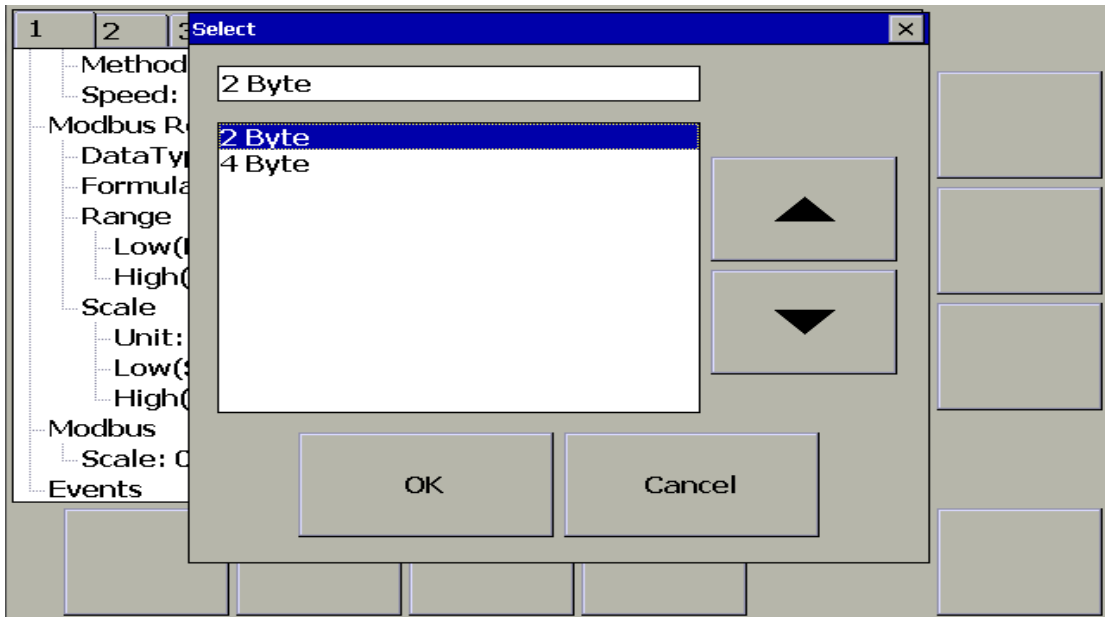 1 2 3
Select
Method
Speed:
Modbus R
DataTy
Formula
Range
Low(
High(
Scale
Unit:
Low(
High(
Modbus
Scale:
Events
2 Byte
2 Byte
4 Byte
OK
Cancel